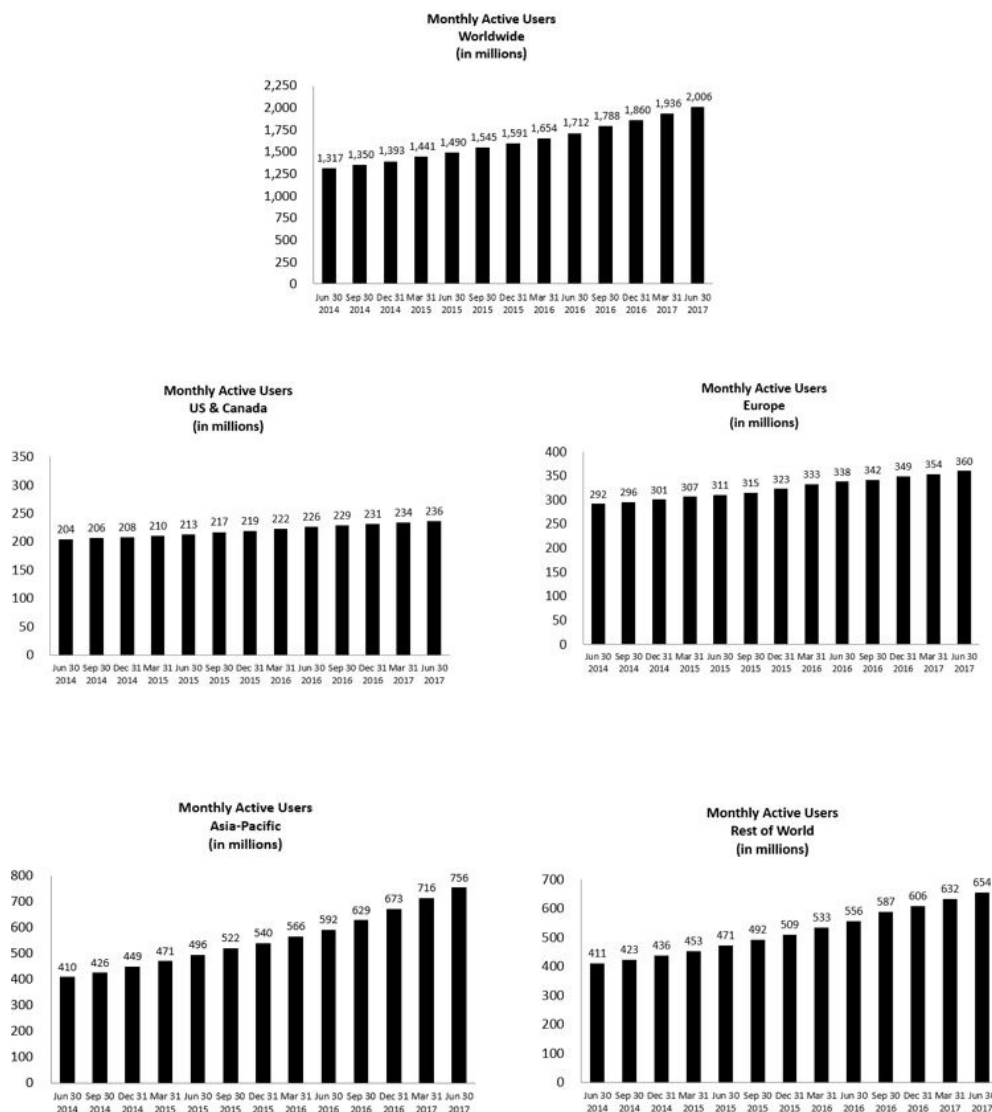 Monthly Active Users
Worldwide
(in millions)
2,250
2,000
1,750
1,500
1,250
1,000
750
500
250
0
1,317 1,350 1,393 1,441 1,490 1,545 1,591 1,654 1,712 1,788 1,860 1,936 2,006
Jun 30 Sep 30 Dec 31 Mar 31 Jun 30 Sep 30 Dec 31 Mar 31 Jun 30 Sep 30 Dec 31 Mar 31 Jun 30
2014 2014 2014 2015 2015 2015 2015 2016 2016 2016 2016 2017 2017
Monthly Active Users
US & Canada
(in millions)
350
300
250
200
150
100
50
0
204 206 208 210 213 217 219 222 226 229 231 234 236
Jun 30 Sep 30 Dec 31 Mar 31 Jun 30 Sep 30 Dec 31 Mar 31 Jun 30 Sep 30 Dec 31 Mar 31 Jun 30
2014 2014 2014 2015 2015 2015 2015 2016 2016 2016 2016 2017 2017
Monthly Active Users
Europe
(in millions)
400
350
300
250
200
150
100
50
0
292 296 301 307 311 315 323 333 338 342 349 354 360
Jun 30 Sep 30 Dec 31 Mar 31 Jun 30 Sep 30 Dec 31 Mar 31 Jun 30 Sep 30 Dec 31 Mar 31 Jun 30
2014 2014 2014 2015 2015 2015 2015 2016 2016 2016 2016 2017 2017
Monthly Active Users
Asia-Pacific
(in millions)
800
700
600
500
400
300
200
100
0
410 426 449 471 496 522 540 566 592 629 673 716 756
Jun 30 Sep 30 Dec 31 Mar 31 Jun 30 Sep 30 Dec 31 Mar 31 Jun 30 Sep 30 Dec 31 Mar 31 Jun 30
2014 2014 2014 2015 2015 2015 2015 2016 2016 2016 2016 2017 2017
Monthly Active Users
Rest of World
(in millions)
700
600
500
400
300
200
100
0
411 423 436 453 471 492 509 533 556 587 606 632 654
Jun 30 Sep 30 Dec 31 Mar 31 Jun 30 Sep 30 Dec 31 Mar 31 Jun 30 Sep 30 Dec 31 Mar 31 Jun 30
2014 2014 2014 2015 2015 2015 2015 2016 2016 2016 2016 2017 2017